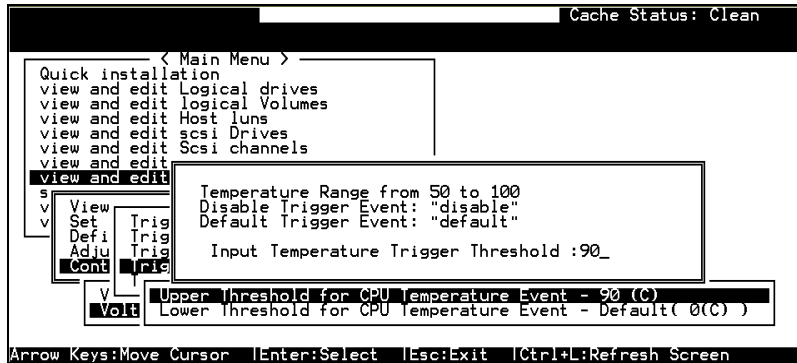 Cache Status: Clean
< Main Menu >
Quick installation
view and edit Logical drives
view and edit logical Volumes
view and edit Host luns
view and edit scsi Drives
view and edit Scsi channels
view and edit
view and edit
s
v
v
View
Set
Defi
Adju
Cont
Trig
Trig
Trig
Trig
Temperature Range from 50 to 100
Disable Trigger Event: "disable"
Default Trigger Event: "default"
Input Temperature Trigger Threshold :90_
V
Volt
Upper Threshold for CPU Temperature Event - 90 (C)
Lower Threshold for CPU Temperature Event - Default( 0(C) )
Arrow Keys:Move Cursor |Enter:Select |Esc:Exit |Ctrl+L:Refresh Screen